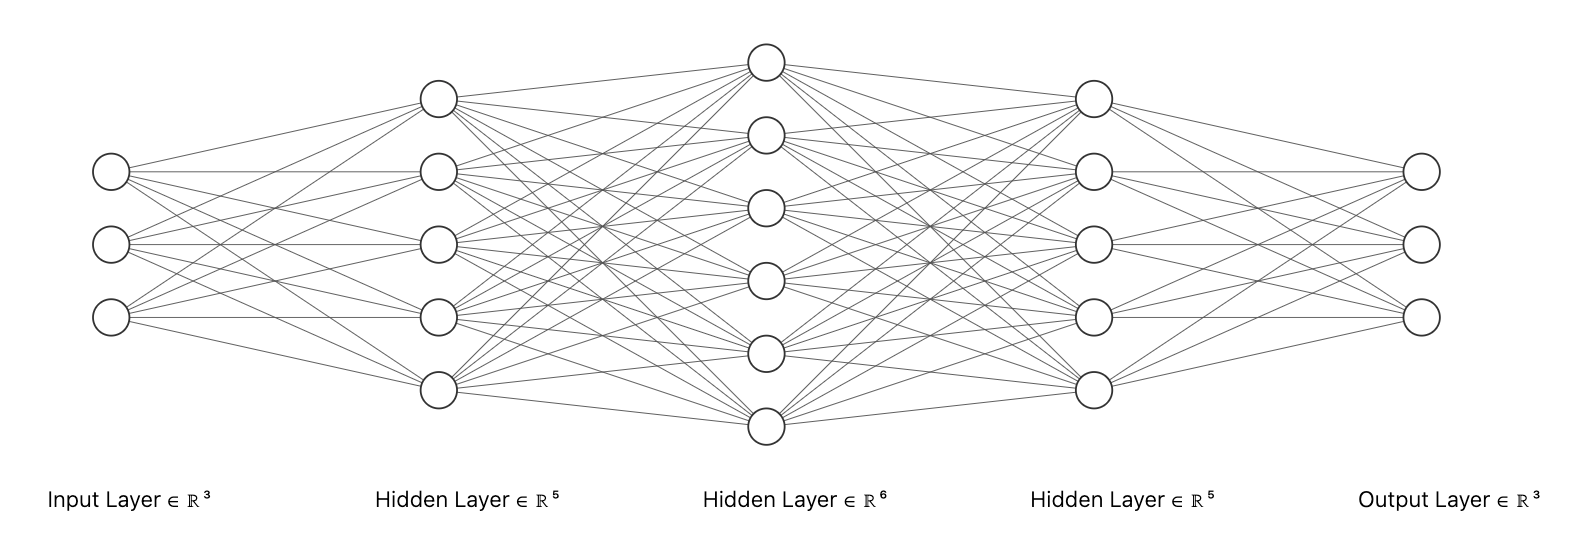 Input Layer ∈ ℝ³
Hidden Layer ∈ ℝ⁵
Hidden Layer ∈ ℝ⁶
Hidden Layer ∈ ℝ⁵
Output Layer ∈ ℝ³